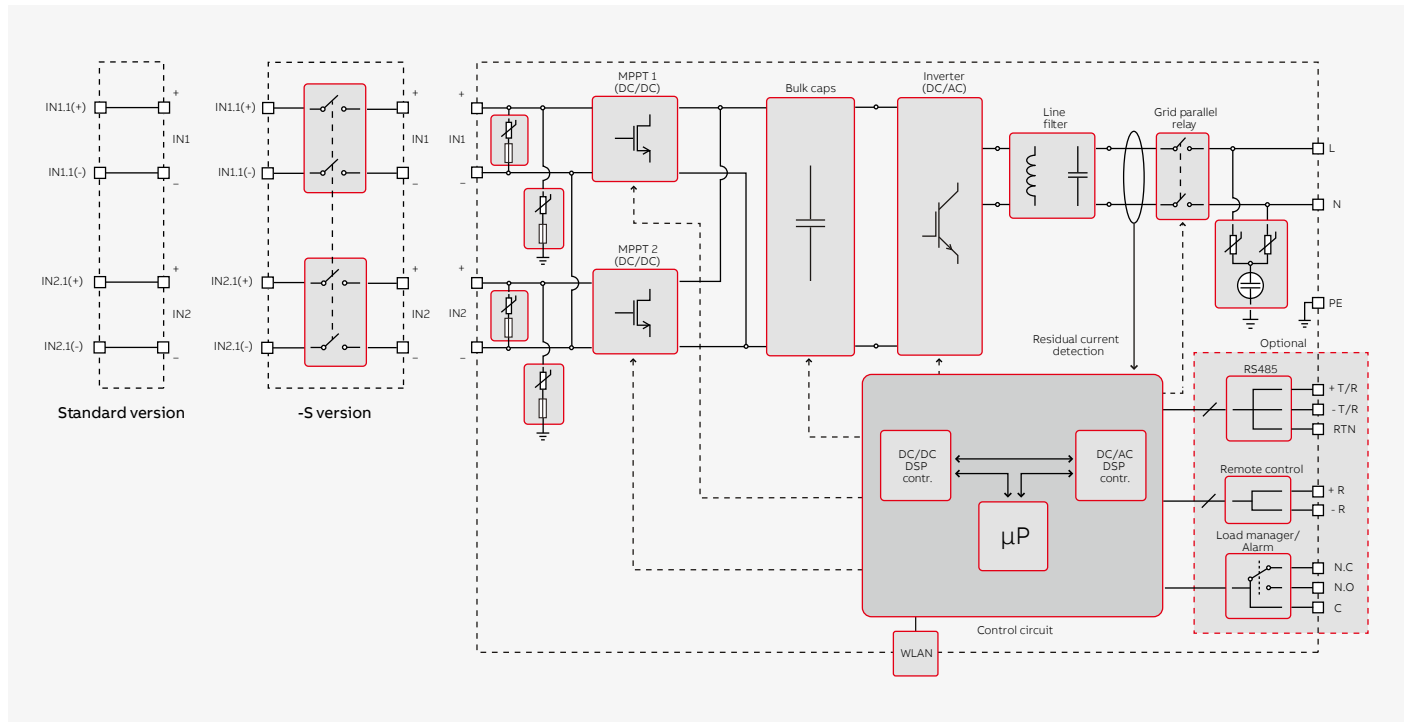 IN1.1(+)
+
IN1
IN1.1(-)
–
IN2.1(+)
+
IN2
IN2.1(-)
–
Standard version
IN1.1(+)
+
IN1
IN1.1(-)
–
IN2.1(+)
+
IN2
IN2.1(-)
–
-S version
+
IN1
–
+
IN2
–
MPPT 1
(DC/DC)
MPPT 2
(DC/DC)
Bulk caps
Inverter
(DC/AC)
Line
filter
Grid parallel
relay
L
N
PE
Residual current
detection
Optional
RS485
+ T/R
- T/R
RTN
Remote control
+ R
- R
Load manager/
Alarm
N.C
N.O
C
DC/DC
DSP
contr.
DC/AC
DSP
contr.
µP
Control circuit
WLAN